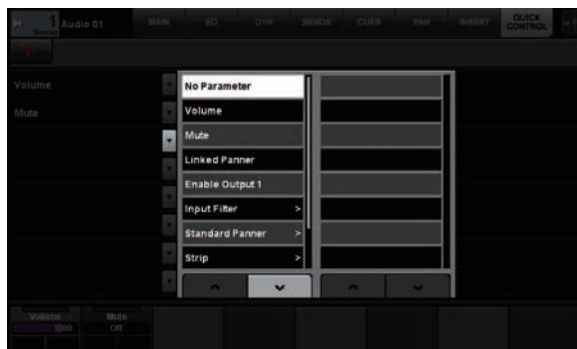 1 Audio 01 MAIN EQ DYN SENDS CUES PAN INSERT QUICK CONTROL
Stereo
Volume
Mute
No Parameter
Volume
Mute
Linked Panner
Enable Output 1
Input Filter >
Standard Panner >
Strip >
Volume Mute
Off